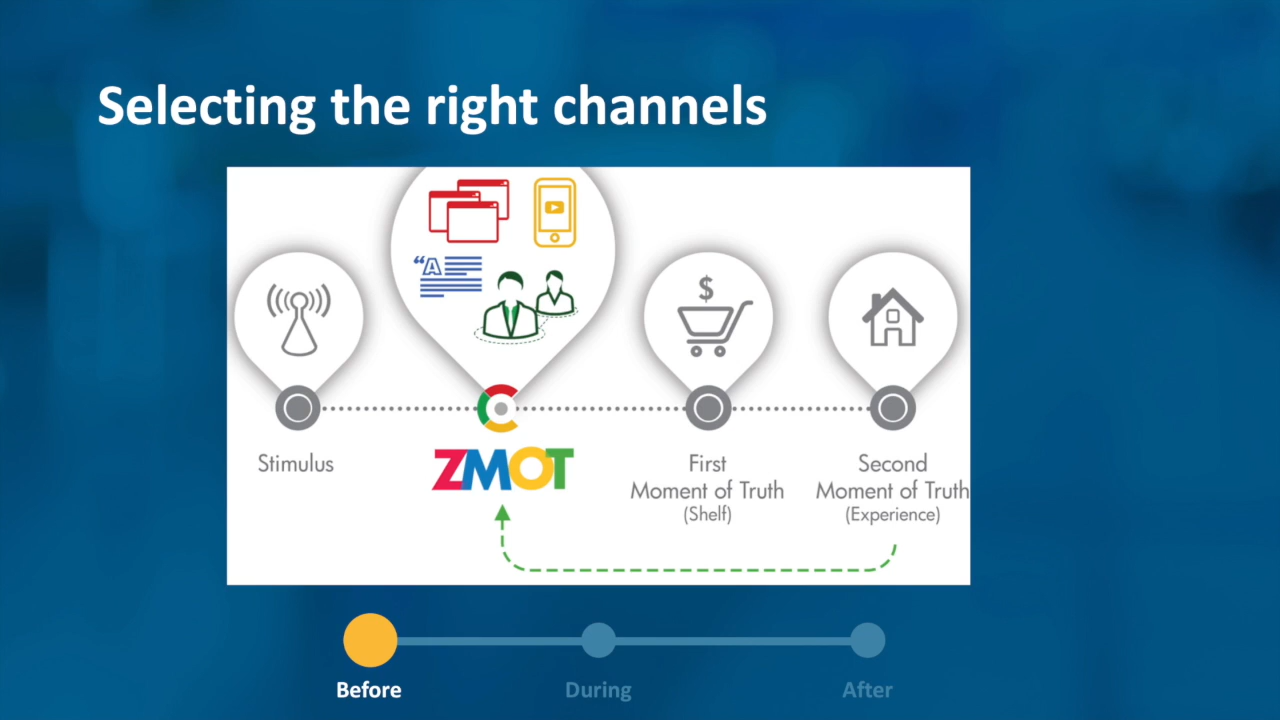 Selecting the right channels
“A
$
Stimulus
ZMOT
First
Moment of Truth
(Shelf)
Second
Moment of Truth
(Experience)
Before
During
After